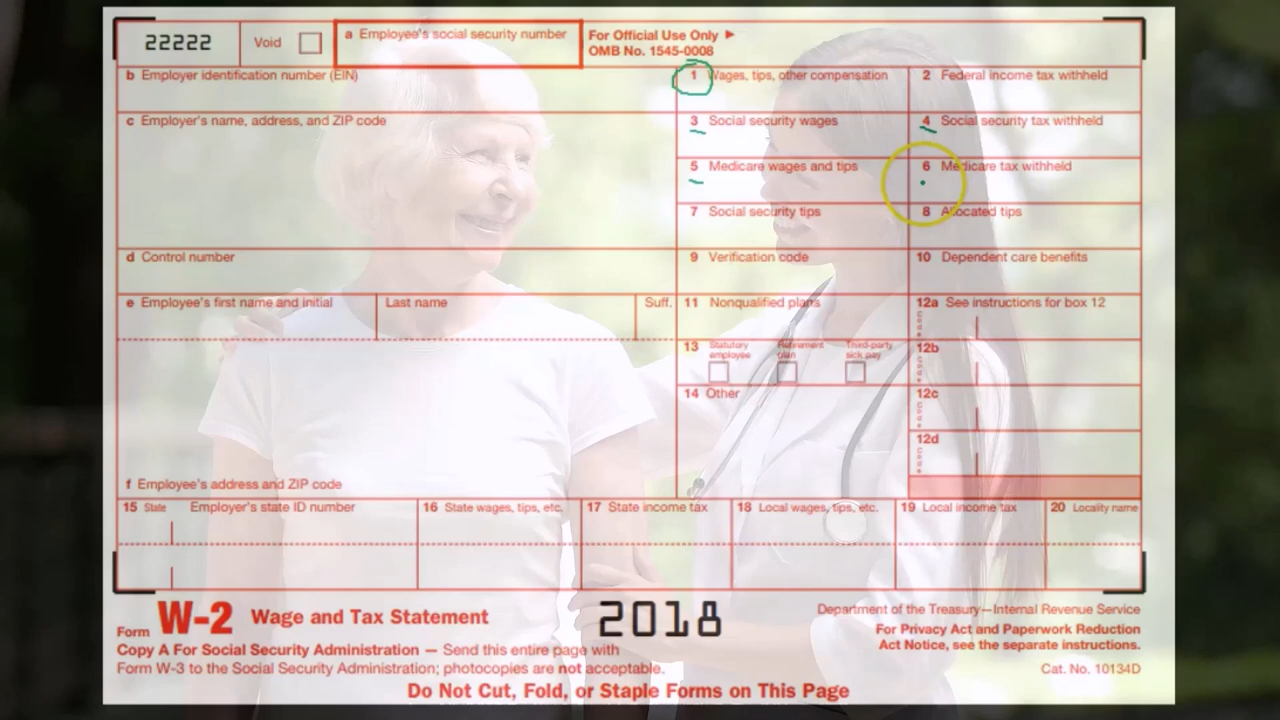 22222 Void a Employee's social security number For Official Use Only ▶
OMB No. 1545-0008
b Employer identification number (EIN) 1 Wages, tips, other compensation 2 Federal income tax withheld
c Employer's name, address, and ZIP code 3 Social security wages 4 Social security tax withheld
5 Medicare wages and tips 6 Medicare tax withheld
7 Social security tips 8 Allocated tips
d Control number 9 Verification code 10 Dependent care benefits
e Employee's first name and initial Last name Suff. 11 Nonqualified plans 12a See instructions for box 12
13 Statutory employee Retirement plan Third-party sick pay 12b
14 Other 12c
12d
f Employee's address and ZIP code
15 State Employer's state ID number 16 State wages, tips, etc. 17 State income tax 18 Local wages, tips, etc. 19 Local income tax 20 Locality name
Form W-2 Wage and Tax Statement 2018 Department of the Treasury—Internal Revenue Service
For Privacy Act and Paperwork Reduction
Act Notice, see the separate instructions.
Copy A For Social Security Administration — Send this entire page with
Form W-3 to the Social Security Administration; photocopies are not acceptable. Cat. No. 10134D
Do Not Cut, Fold, or Staple Forms on This Page